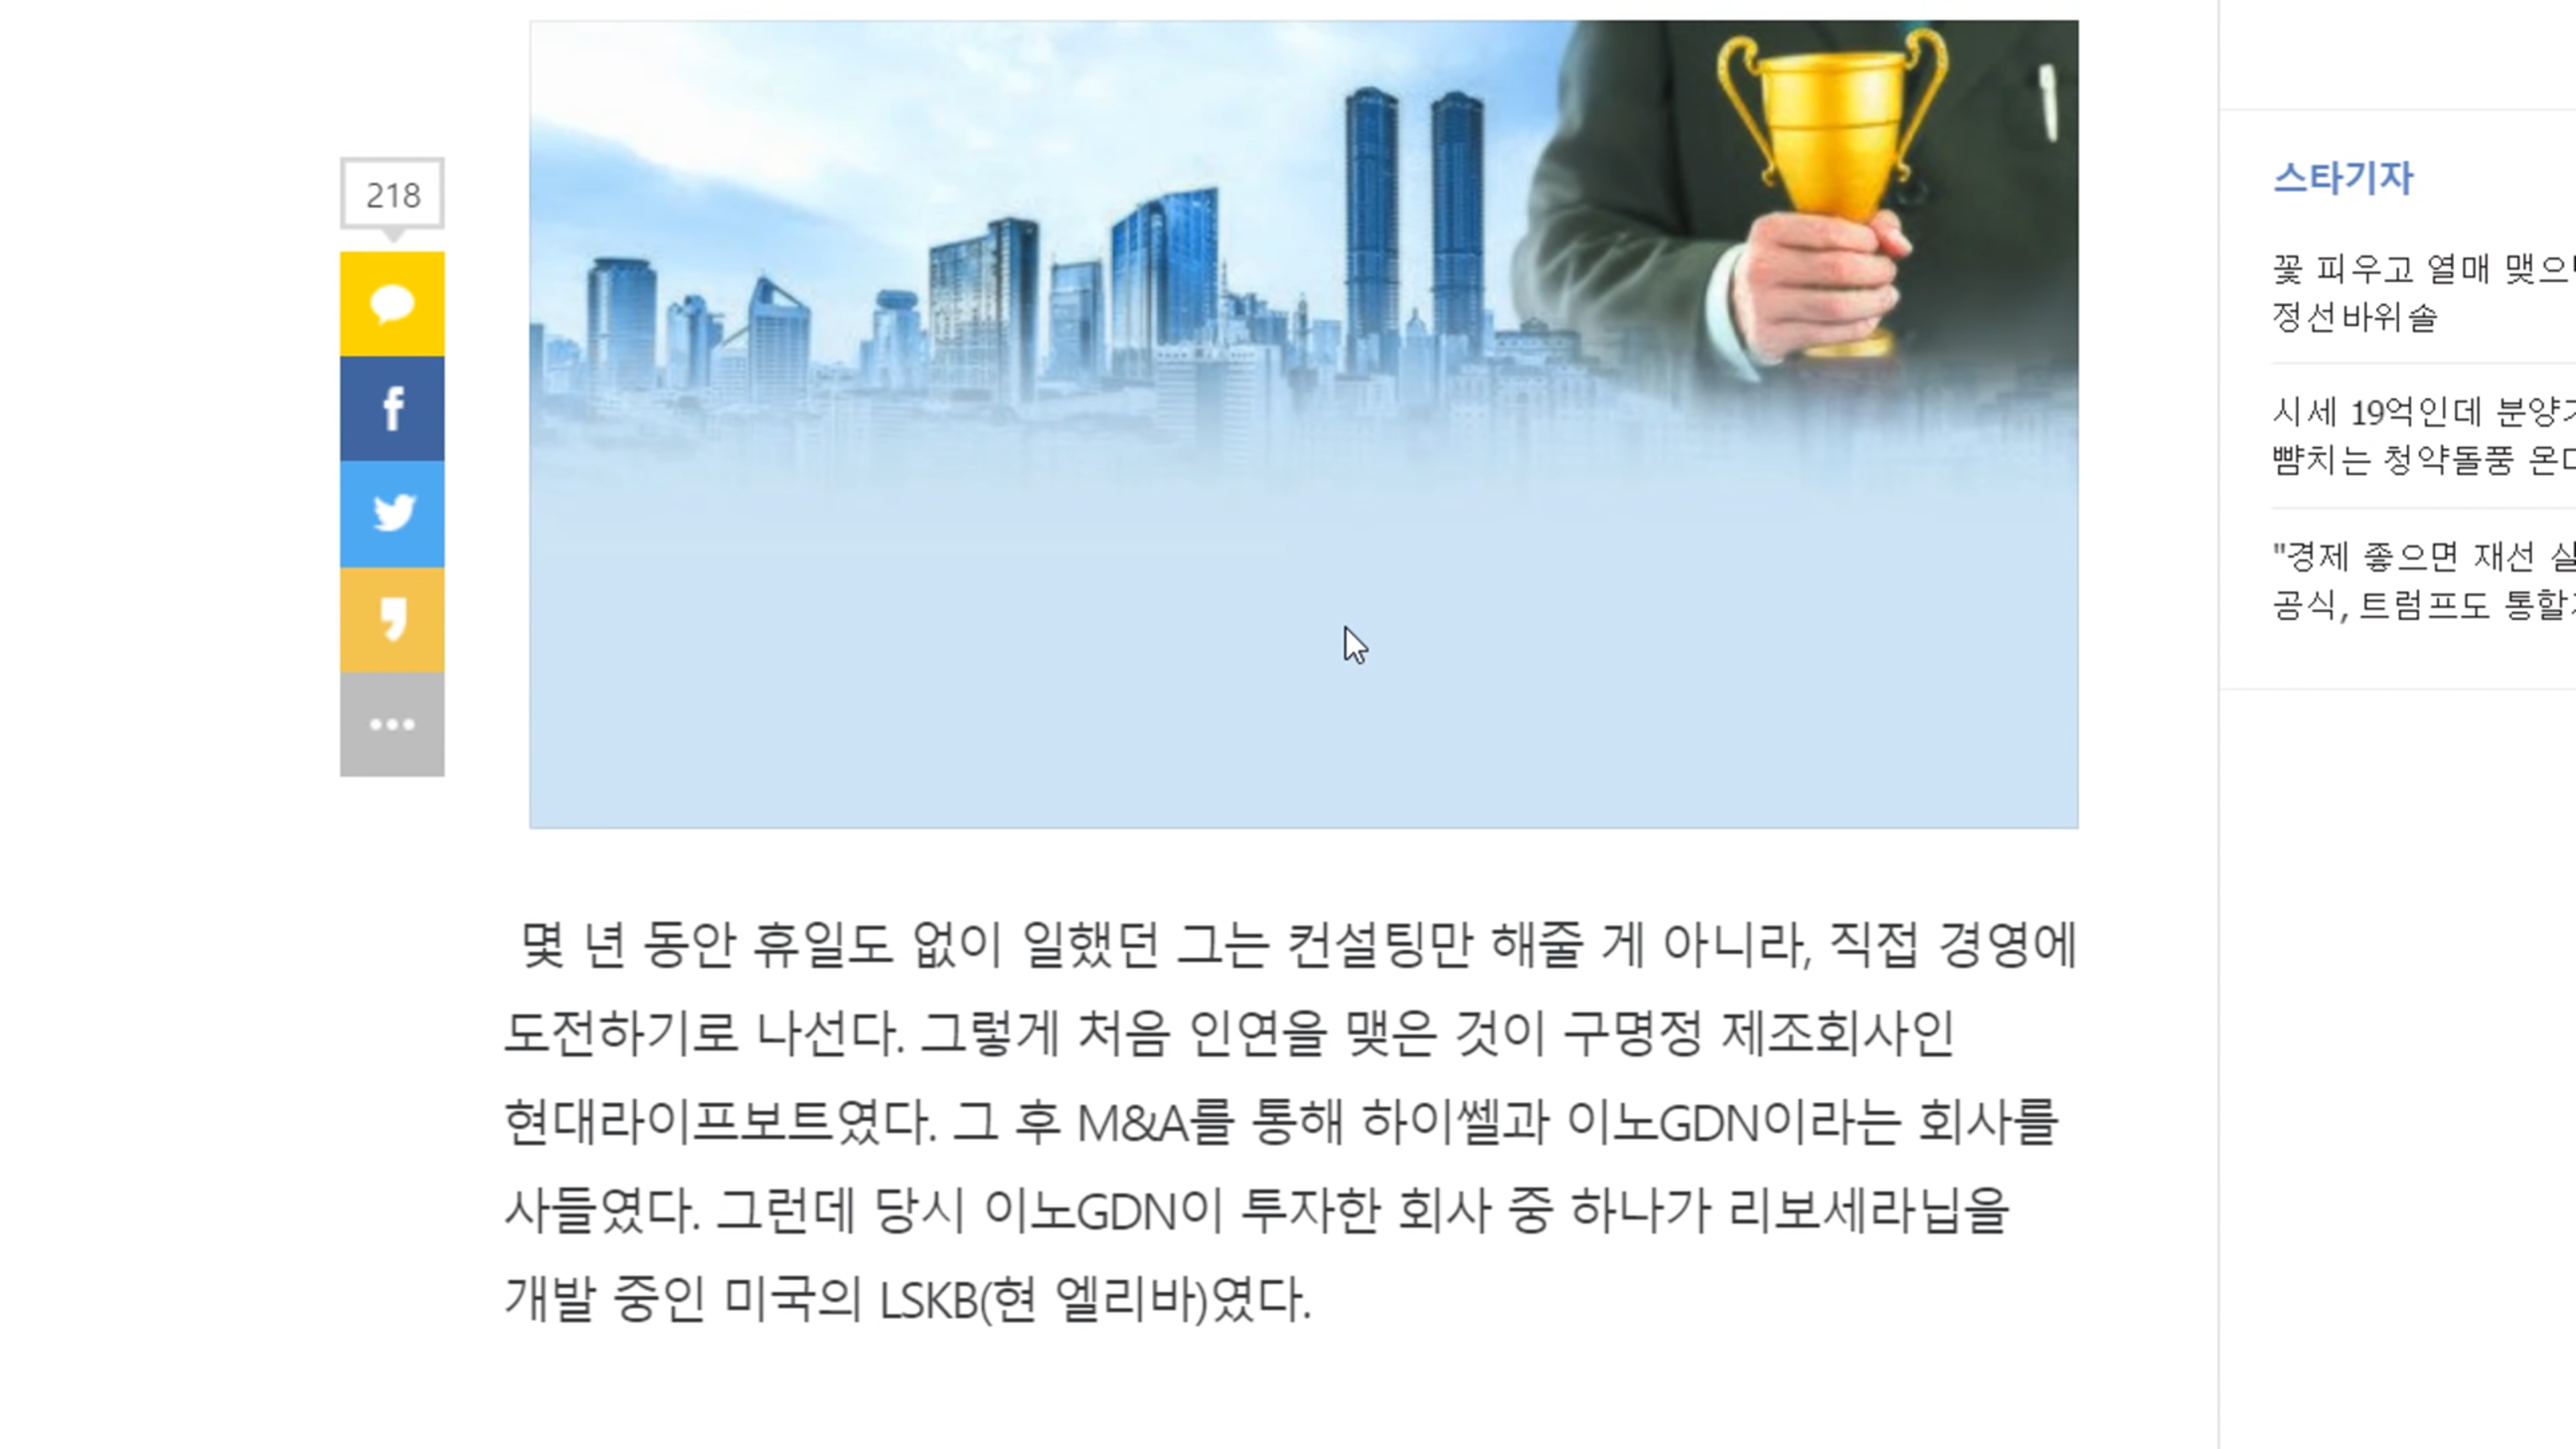 218
스타기자
꽃 피우고 열매 맺으
정선바위솔
시세 19억인데 분양
뺨치는 청약돌풍 온
"경제 좋으면 재선
공식, 트럼프도 통할
몇 년 동안 휴일도 없이 일했던 그는 컨설팅만 해줄 게 아니라, 직접 경영에
도전하기로 나선다. 그렇게 처음 인연을 맺은 것이 구명정 제조회사인
현대라이프보트였다. 그 후 M&A를 통해 하이쎌과 이노GDN이라는 회사를
사들였다. 그런데 당시 이노GDN이 투자한 회사 중 하나가 리보세라닙을
개발 중인 미국의 LSKB(현 엘리바)였다.